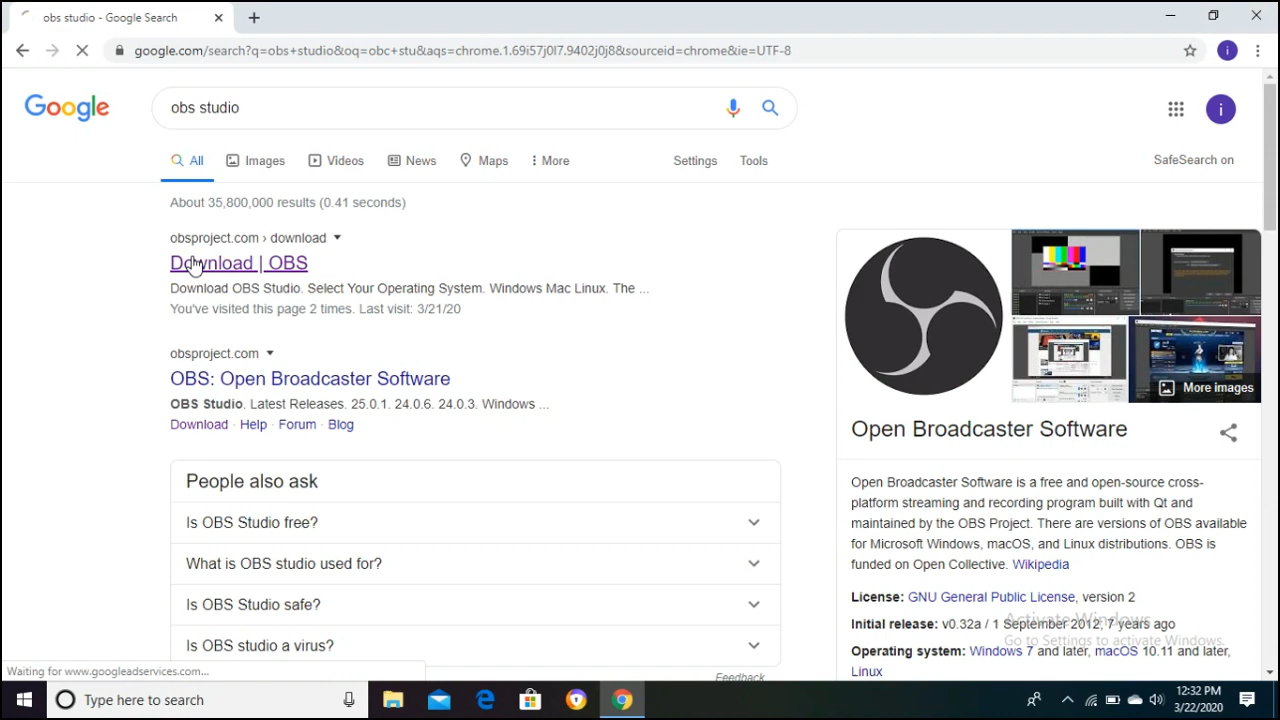 obs studio - Google Search
google.com/search?q=obs+studio&oq=obc+stu&aqs=chrome.1.69i57j0l7.9402j0j8&sourceid=chrome&ie=UTF-8
i
Google
obs studio
i
All
Images
Videos
News
Maps
More
Settings
Tools
SafeSearch on
About 35,800,000 results (0.41 seconds)
obsproject.com › download
Download | OBS
Download OBS Studio. Select Your Operating System. Windows Mac Linux. The ...
You've visited this page 2 times. Last visit: 3/21/20
obsproject.com
OBS: Open Broadcaster Software
OBS Studio. Latest Releases. 25.0.1. 24.0.6. 24.0.3. Windows ...
Download · Help · Forum · Blog
People also ask
Is OBS Studio free?
What is OBS studio used for?
Is OBS Studio safe?
Is OBS studio a virus?
Feedback
More images
Open Broadcaster Software
Open Broadcaster Software is a free and open-source cross-
platform streaming and recording program built with Qt and
maintained by the OBS Project. There are versions of OBS available
for Microsoft Windows, macOS, and Linux distributions. OBS is
funded on Open Collective. Wikipedia
License: GNU General Public License, version 2
Initial release: v0.32a / 1 September 2012, 7 years ago
Operating system: Windows 7 and later, macOS 10.11 and later,
Linux
Activate Windows
Go to Settings to activate Windows.
Waiting for www.googleadservices.com...
Type here to search
12:32 PM
3/22/2020